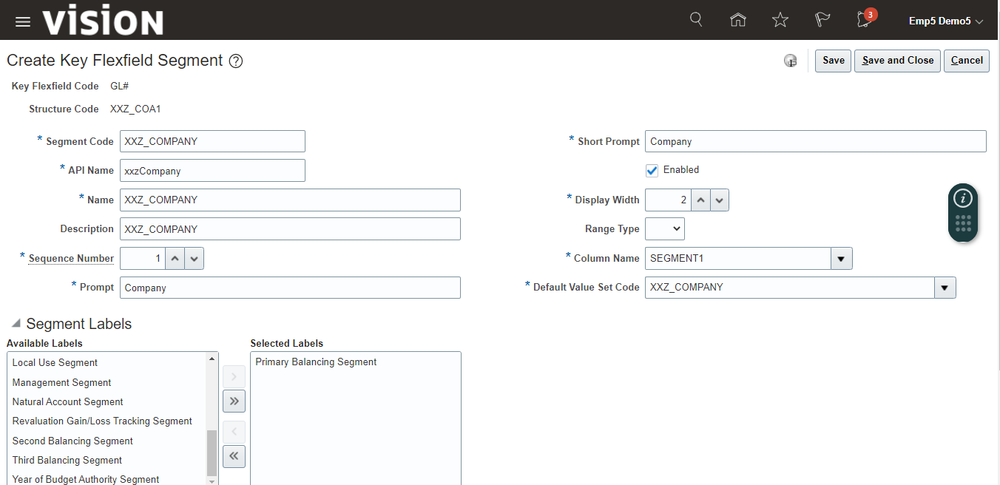 VISION
3
Emp5 Demo5
Create Key Flexfield Segment ?
Save
Save and Close
Cancel
Key Flexfield Code GL#
Structure Code XXZ_COA1
* Segment Code XXZ_COMPANY
* API Name xxzCompany
* Name XXZ_COMPANY
Description XXZ_COMPANY
* Sequence Number 1
* Prompt Company
* Short Prompt Company
Enabled
* Display Width 2
Range Type
* Column Name SEGMENT1
* Default Value Set Code XXZ_COMPANY
i
Segment Labels
Available Labels
Local Use Segment
Management Segment
Natural Account Segment
Revaluation Gain/Loss Tracking Segment
Second Balancing Segment
Third Balancing Segment
Year of Budget Authority Segment
Selected Labels
Primary Balancing Segment